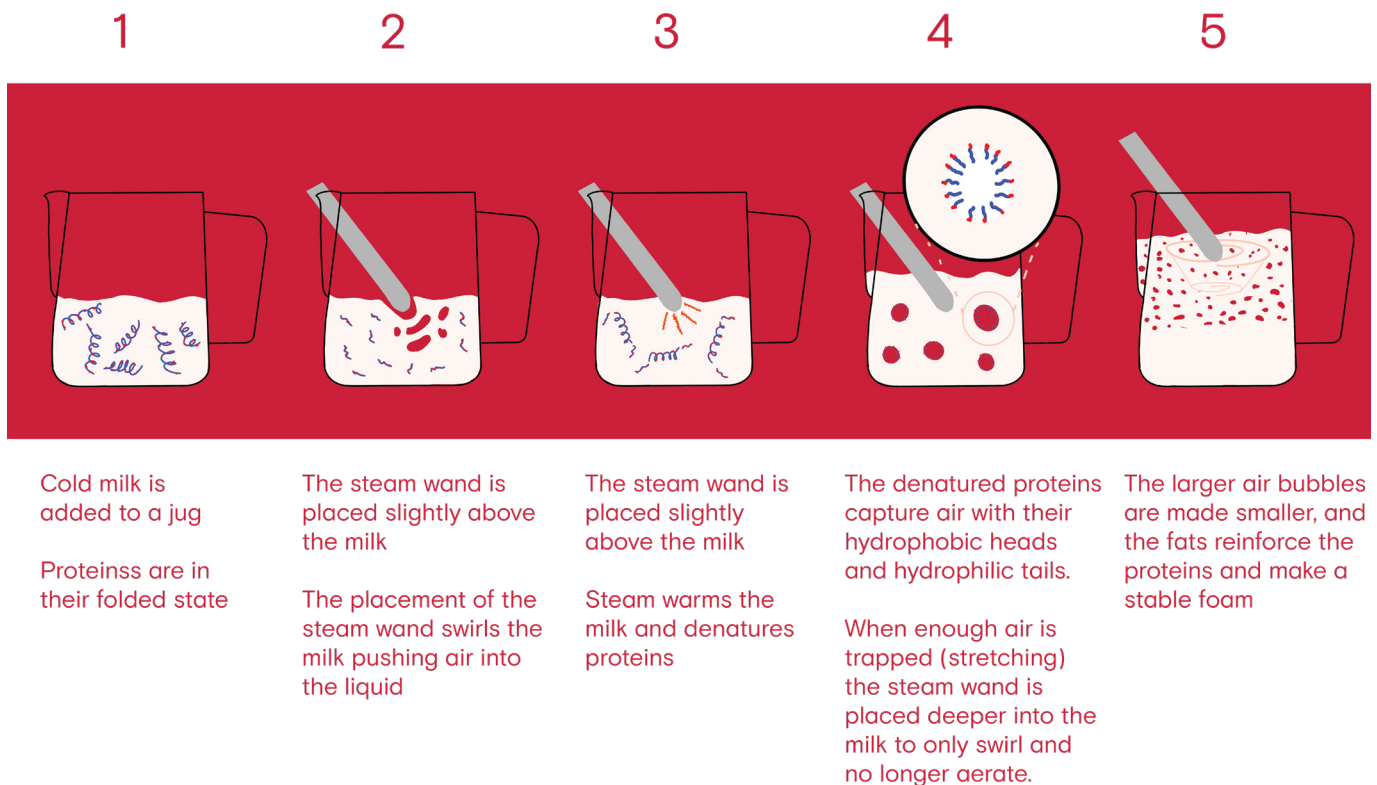 1
2
3
4
5
Cold milk is
added to a jug
Proteinss are in
their folded state
The steam wand is
placed slightly above
the milk
The placement of the
steam wand swirls the
milk pushing air into
the liquid
The steam wand is
placed slightly
above the milk
Steam warms the
milk and denatures
proteins
The denatured proteins
capture air with their
hydrophobic heads
and hydrophilic tails.
When enough air is
trapped (stretching)
the steam wand is
placed deeper into the
milk to only swirl and
no longer aerate.
The larger air bubbles
are made smaller, and
the fats reinforce the
proteins and make a
stable foam